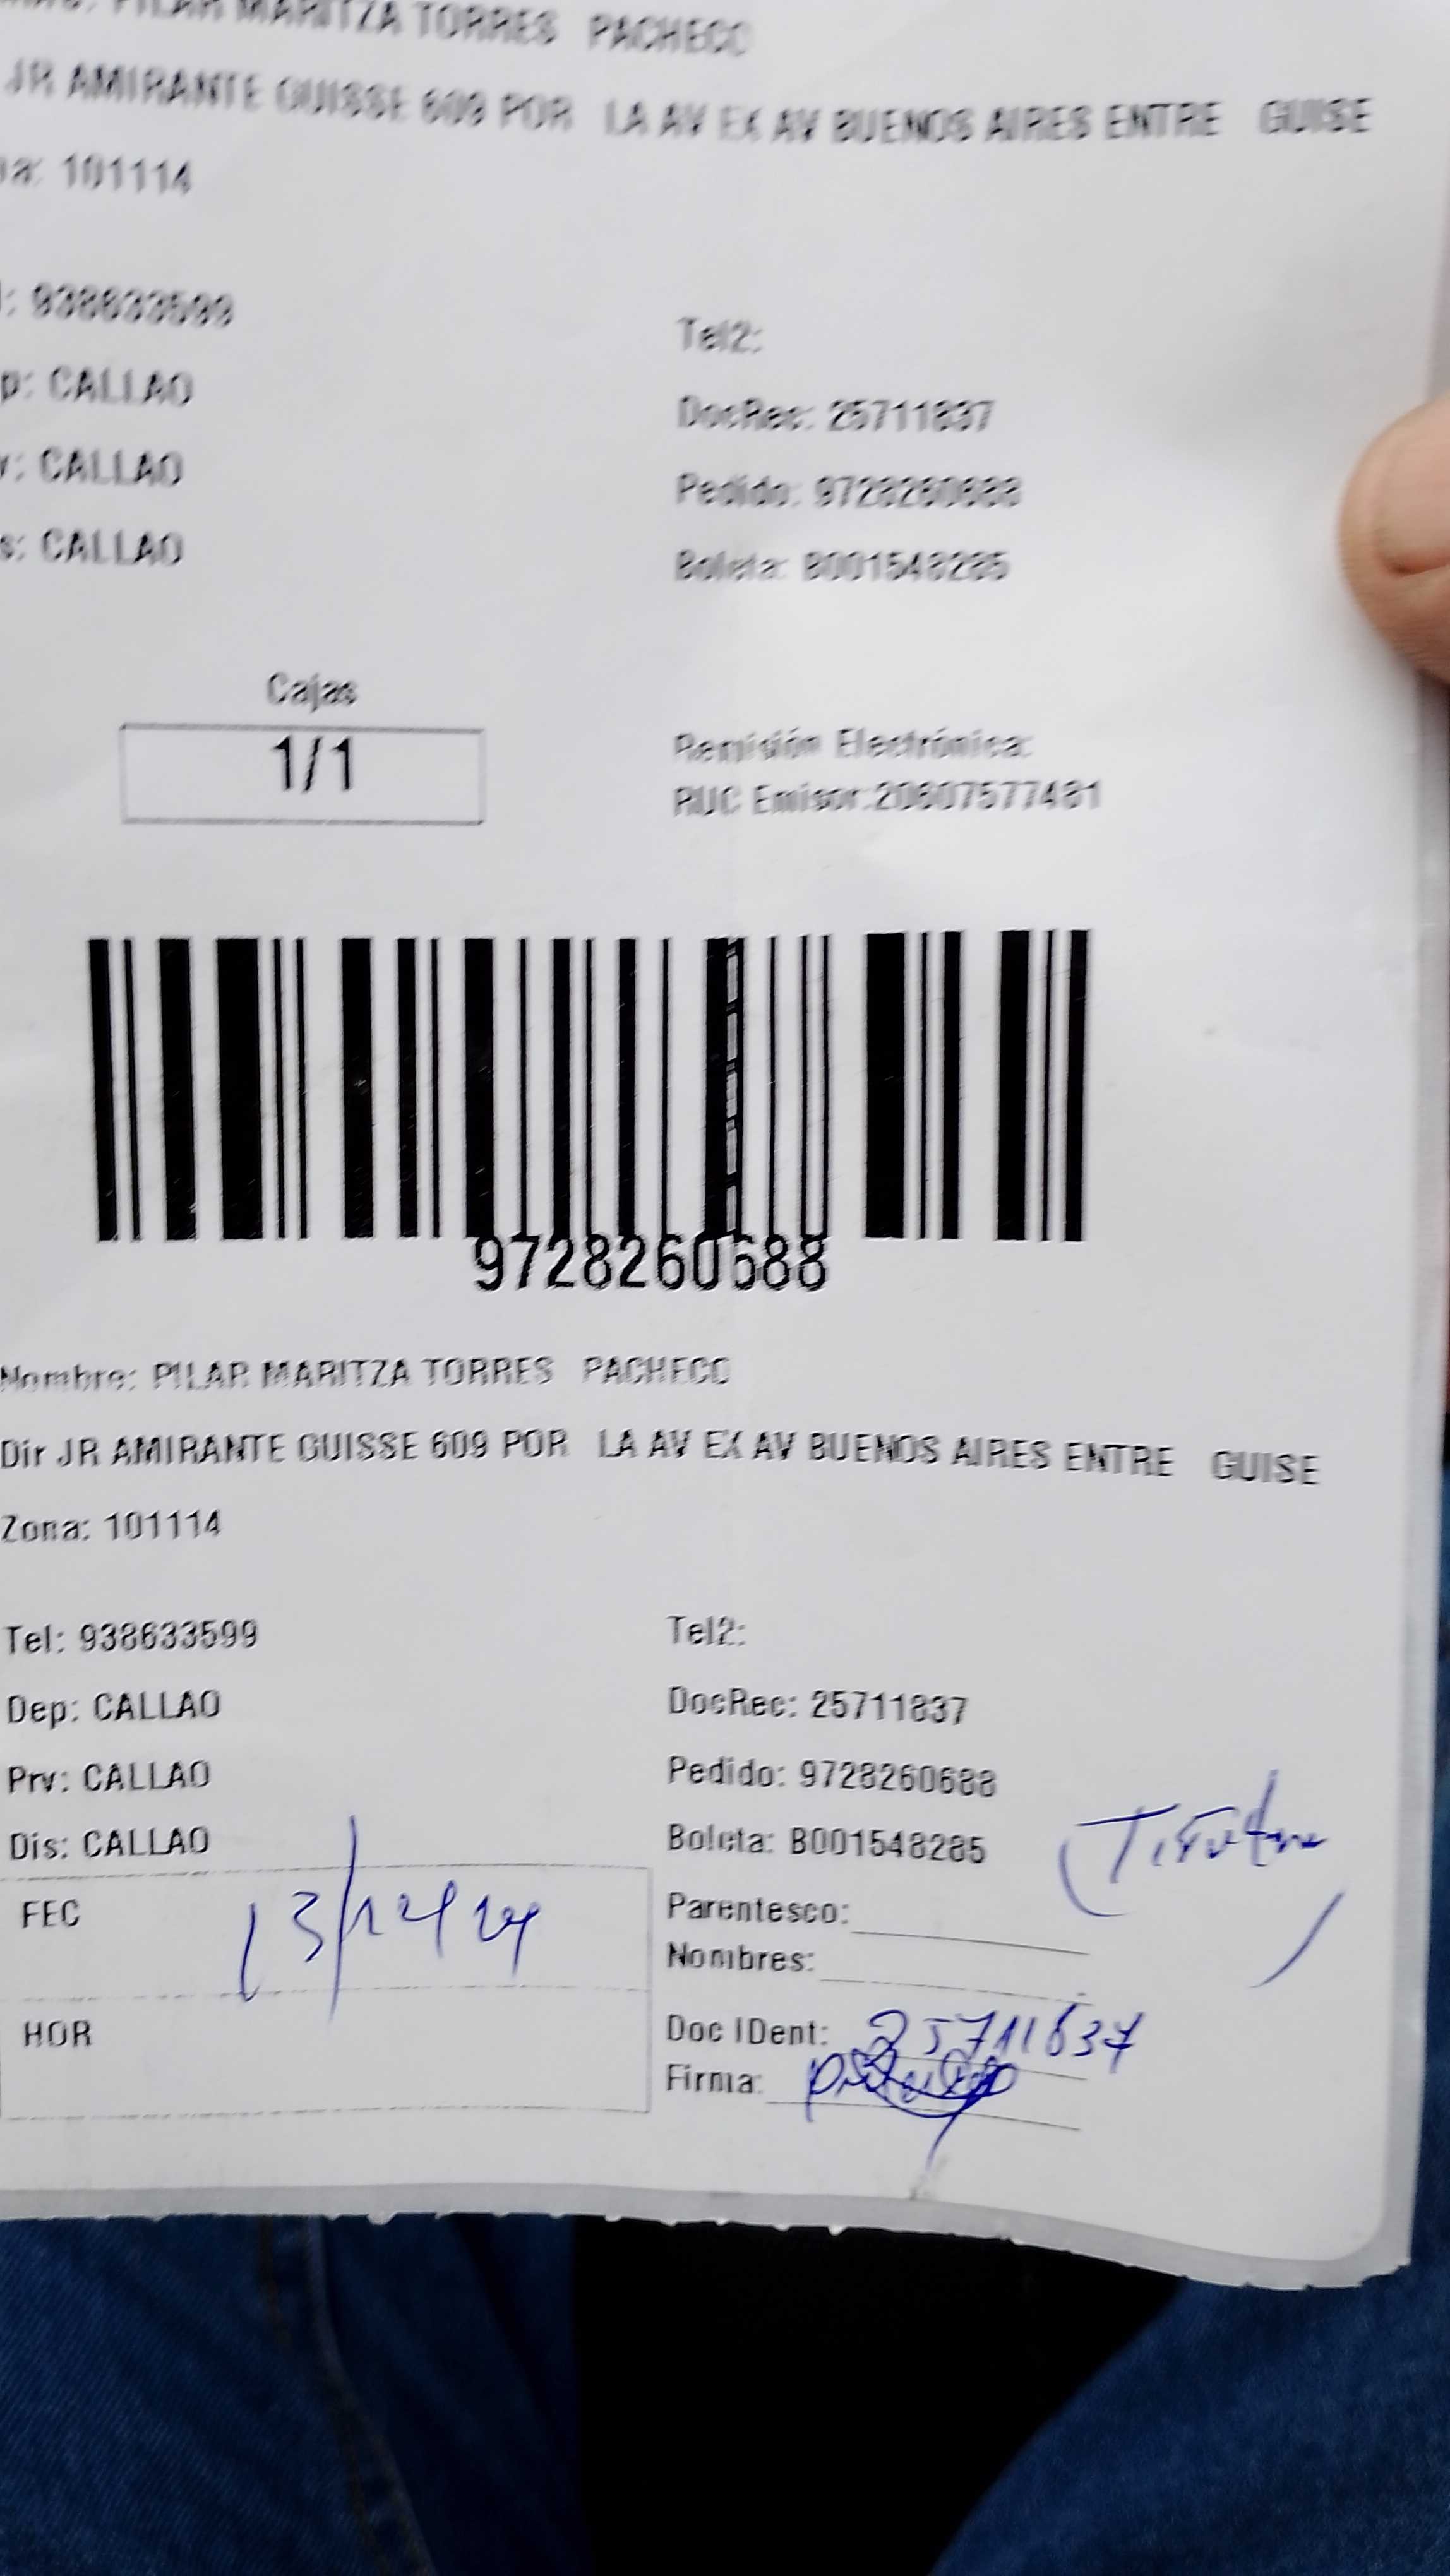 PILAR MARITZA TORRES PACHECO
JR AMIRANTE GUISSE 609 POR LA AV EX AV BUENOS AIRES ENTRE GUISE
a: 101114
: 938633599
Tel2:
p: CALLAO
DocRec: 25711837
v: CALLAO
Pedido: 9728260688
s: CALLAO
Boleta: B001548285
Cajas
1/1
Remisión Electrónica:
RUC Emisor:20607577481
9728260688
Nombre: PILAR MARITZA TORRES PACHECO
Dir JR AMIRANTE GUISSE 609 POR LA AV EX AV BUENOS AIRES ENTRE GUISE
Zona: 101114
Tel: 938633599
Tel2:
Dep: CALLAO
DocRec: 25711837
Prv: CALLAO
Pedido: 9728260688
Dis: CALLAO
Boleta: B001548285
FEC 13/12/24
Parentesco:
Nombres:
HOR
Doc IDent: 25711837
Firma: